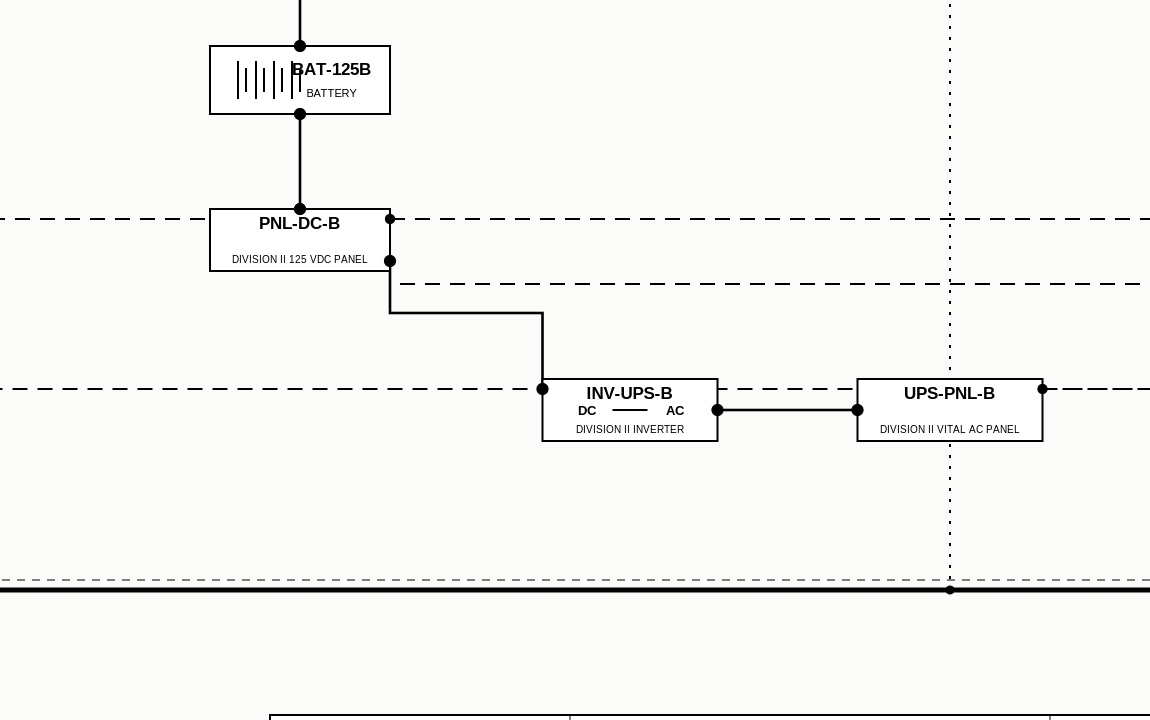 BAT-125B
BATTERY
PNL-DC-B
DIVISION II 125 VDC PANEL
INV-UPS-B
DC AC
DIVISION II INVERTER
UPS-PNL-B
DIVISION II VITAL AC PANEL